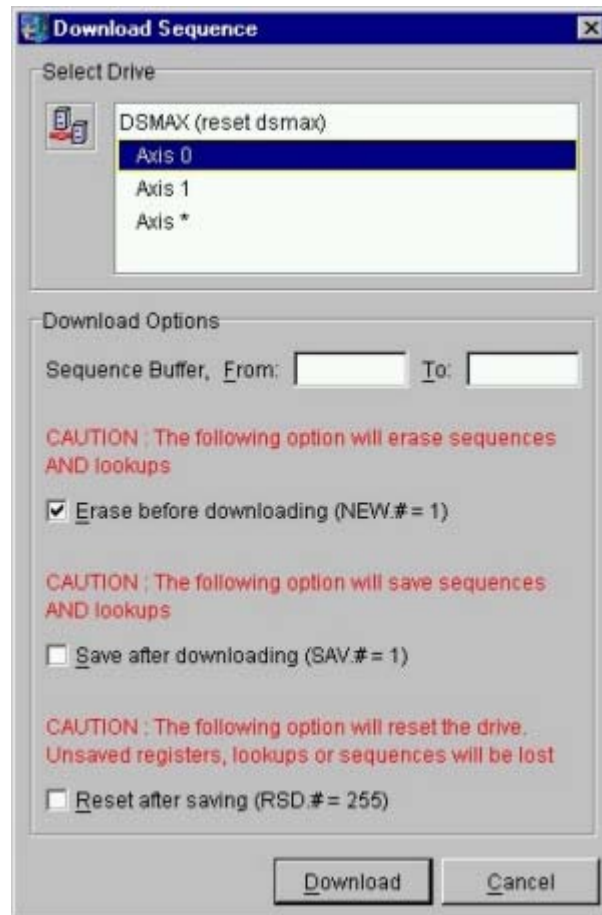 Download Sequence
Select Drive
DSMAX (reset dsmax)
Axis 0
Axis 1
Axis *
Download Options
Sequence Buffer, From: To:
CAUTION : The following option will erase sequences
AND lookups
Erase before downloading (NEW.# = 1)
CAUTION : The following option will save sequences
AND lookups
Save after downloading (SAV.# = 1)
CAUTION : The following option will reset the drive.
Unsaved registers, lookups or sequences will be lost
Reset after saving (RSD.# = 255)
Download Cancel